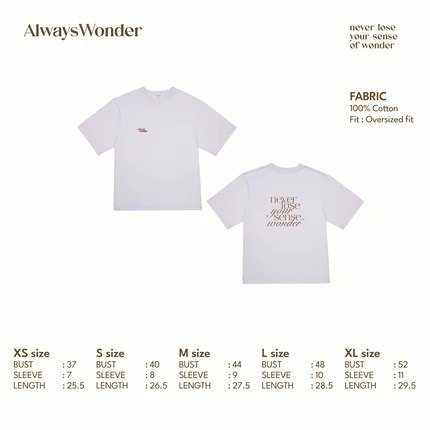 AlwaysWonder
never lose
your sense
of wonder
FABRIC
100% Cotton
Fit : Oversized fit
never
lose
your
sense of
wonder
XS size
BUST : 37
SLEEVE : 7
LENGTH : 25.5
S size
BUST : 40
SLEEVE : 8
LENGTH : 26.5
M size
BUST : 44
SLEEVE : 9
LENGTH : 27.5
L size
BUST : 48
SLEEVE : 10
LENGTH : 28.5
XL size
BUST : 52
SLEEVE : 11
LENGTH : 29.5